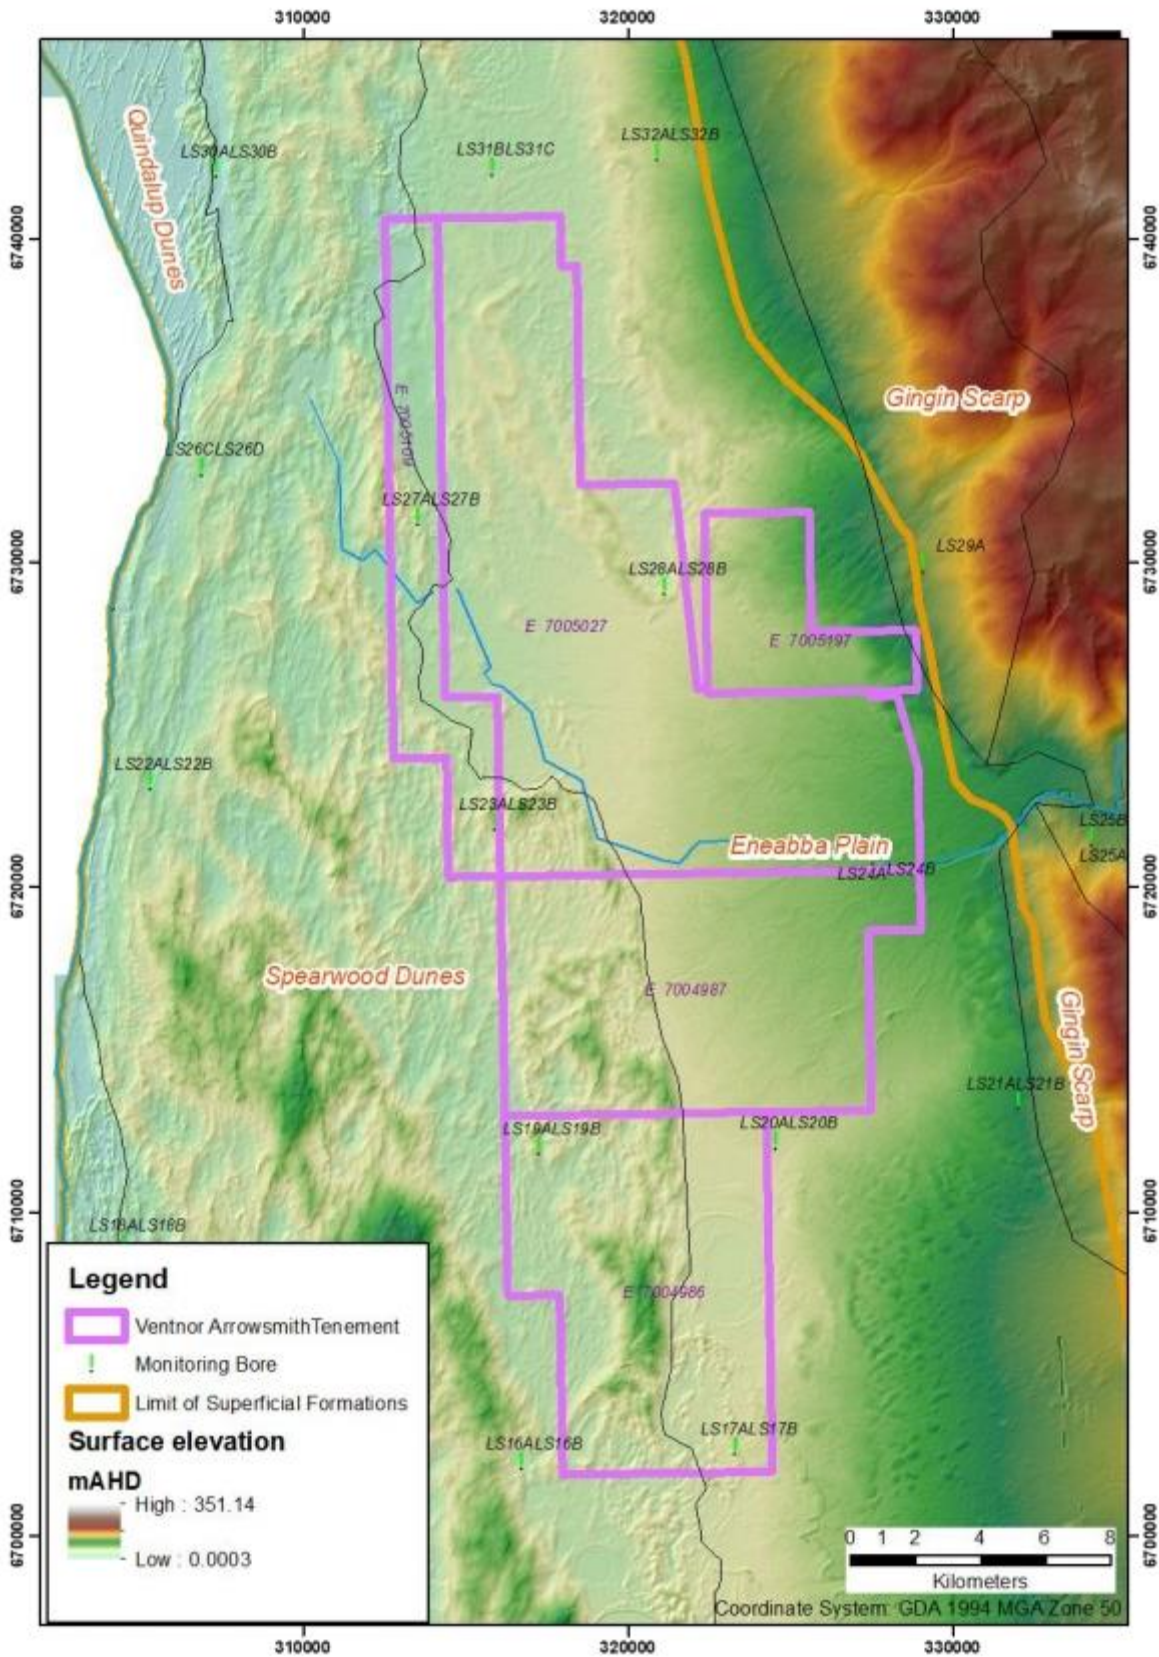 310000
320000
330000
LS32ALS32B
LS30ALS30B
LS31BLS31C
Quindalup Dunes
6740000
6740000
Gingin Scarp
E 7005109
LS26CLS26D
LS27ALS27B
LS29A
6730000
6730000
LS28ALS28B
E 7005027
E 7005197
LS22ALS22B
LS23ALS23B
LS25B
Eneabba Plain
LS25A
LS24A
LS24B
6720000
6720000
Spearwood Dunes
E 7004987
Gingin Scarp
LS21ALS21B
LS19ALS19B
LS20ALS20B
6710000
6710000
LS18ALS18B
Legend
Ventnor ArrowsmithTenement
Monitoring Bore
Limit of Superficial Formations
Surface elevation
mAHD
High : 351.14
Low : 0.0003
E 7004986
LS17ALS17B
LS16ALS16B
6700000
6700000
0 1 2 4 6 8
Kilometers
Coordinate System: GDA 1994 MGA Zone 50
310000
320000
330000